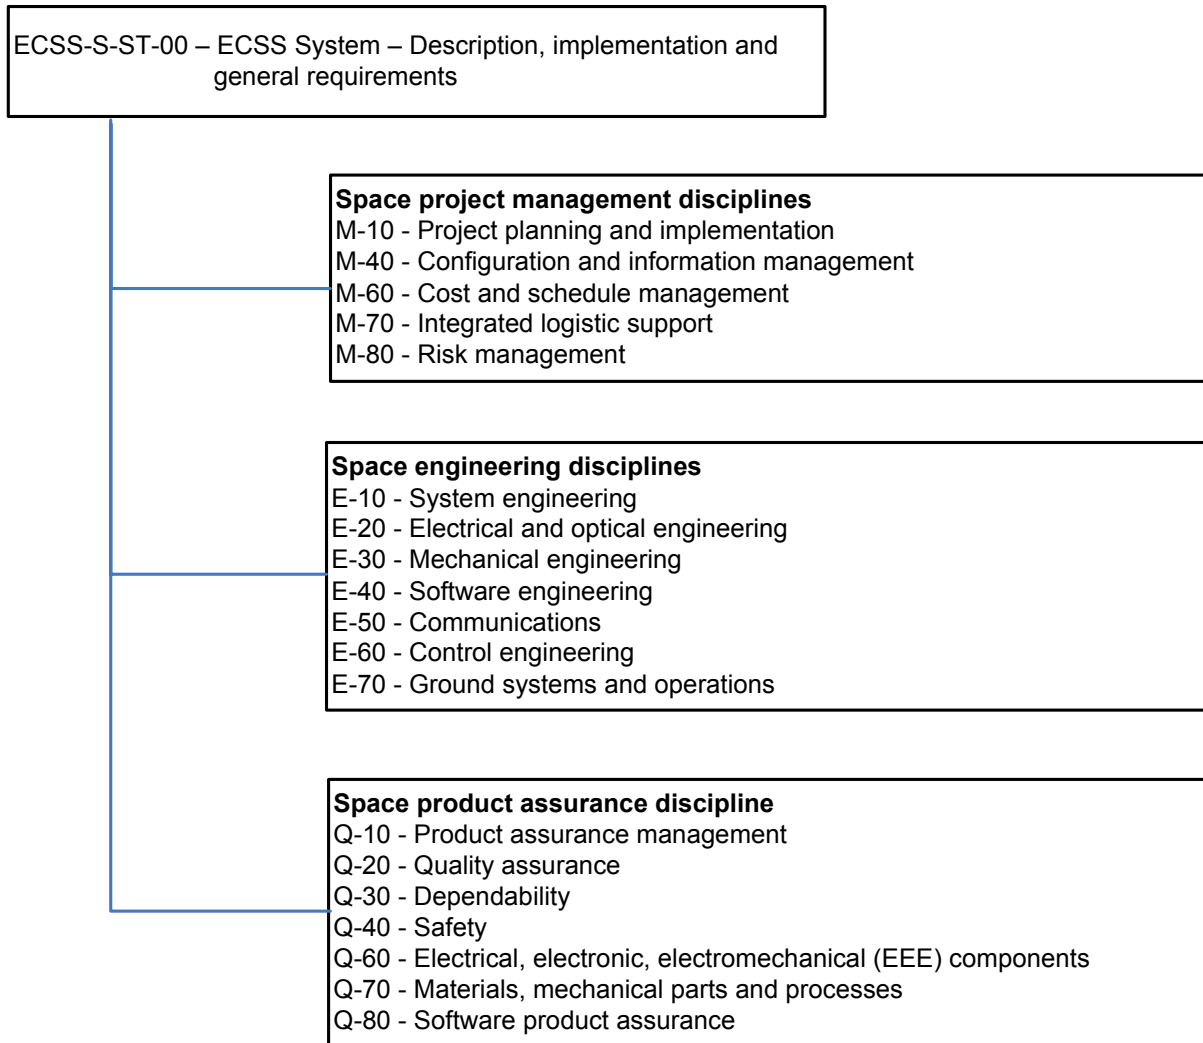 ECSS-S-ST-00 – ECSS System – Description, implementation and
general requirements
Space project management disciplines
M-10 - Project planning and implementation
M-40 - Configuration and information management
M-60 - Cost and schedule management
M-70 - Integrated logistic support
M-80 - Risk management
Space engineering disciplines
E-10 - System engineering
E-20 - Electrical and optical engineering
E-30 - Mechanical engineering
E-40 - Software engineering
E-50 - Communications
E-60 - Control engineering
E-70 - Ground systems and operations
Space product assurance discipline
Q-10 - Product assurance management
Q-20 - Quality assurance
Q-30 - Dependability
Q-40 - Safety
Q-60 - Electrical, electronic, electromechanical (EEE) components
Q-70 - Materials, mechanical parts and processes
Q-80 - Software product assurance